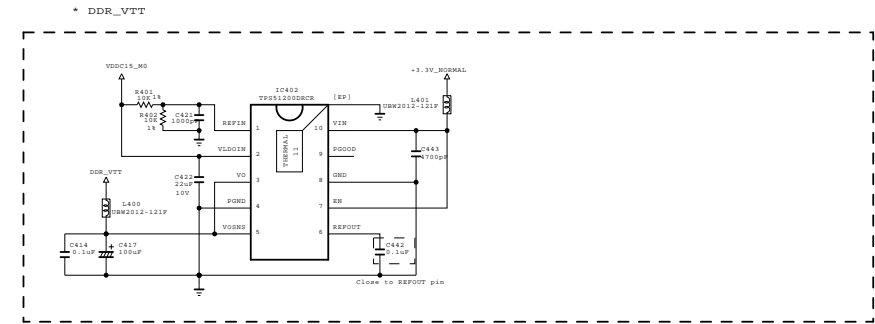 * DDR_VTT
VDDC15_M0
+3.3V_NORMAL
R401
10K 1%
R402
10K
1%
C421
1000pF
IC402
TPS51200DRCR
[EP]
L401
UBW2012-121F
REFIN
1
VLDOIN
2
VO
3
PGND
4
VOSNS
5
THERMAL
11
10
VIN
9
PGOOD
8
GND
7
EN
6
REFOUT
C443
4700pF
C422
22uF
10V
DDR_VTT
L400
UBW2012-121F
C414
0.1uF
C417
100uF
+
C442
0.1uF
Close to REFOUT pin